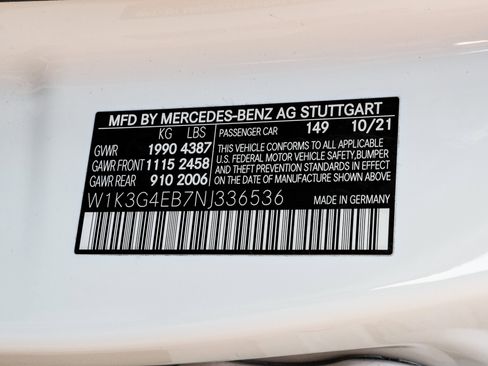 MFD BY MERCEDES-BENZ AG STUTTGART
KG LBS PASSENGER CAR 149 10/21
GVWR 1990 4387
GAWR FRONT 1115 2458
GAWR REAR 910 2006
THIS VEHICLE CONFORMS TO ALL APPLICABLE
U.S. FEDERAL MOTOR VEHICLE SAFETY, BUMPER
AND THEFT PREVENTION STANDARDS IN EFFECT
ON THE DATE OF MANUFACTURE SHOWN ABOVE.
W1K3G4EB7NJ336536
MADE IN GERMANY